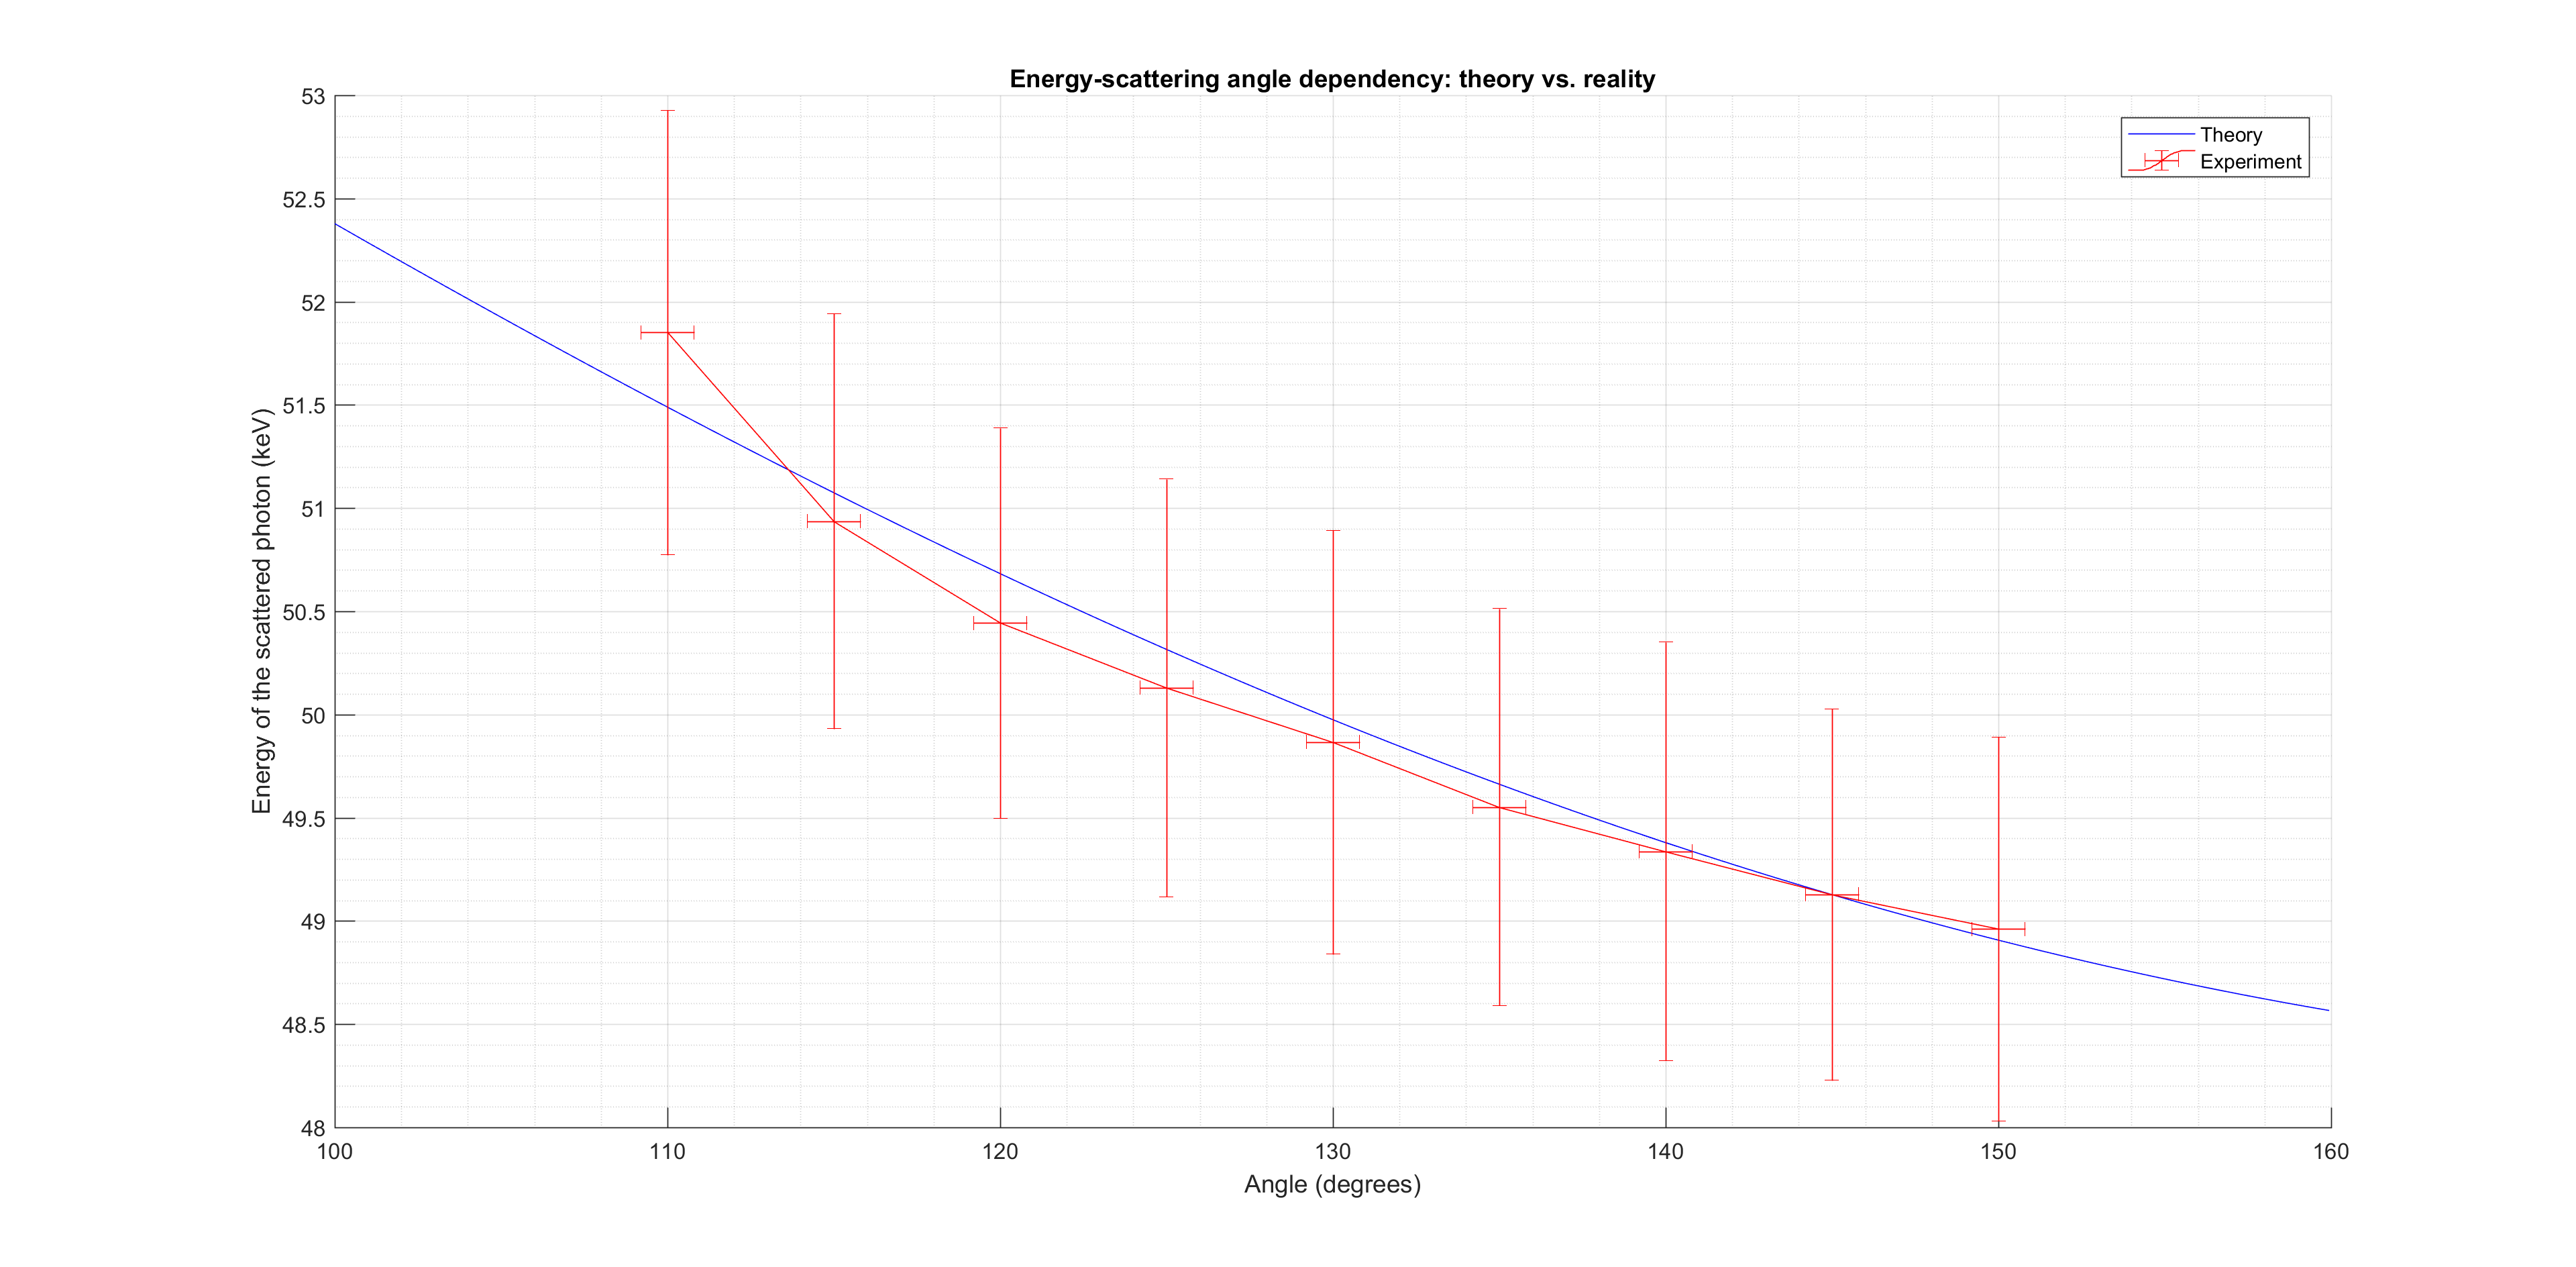 Energy-scattering angle dependency: theory vs. reality
53
52.5
52
51.5
51
50.5
50
49.5
49
48.5
48
Energy of the scattered photon (keV)
Theory
Experiment
100 110 120 130 140 150 160
Angle (degrees)